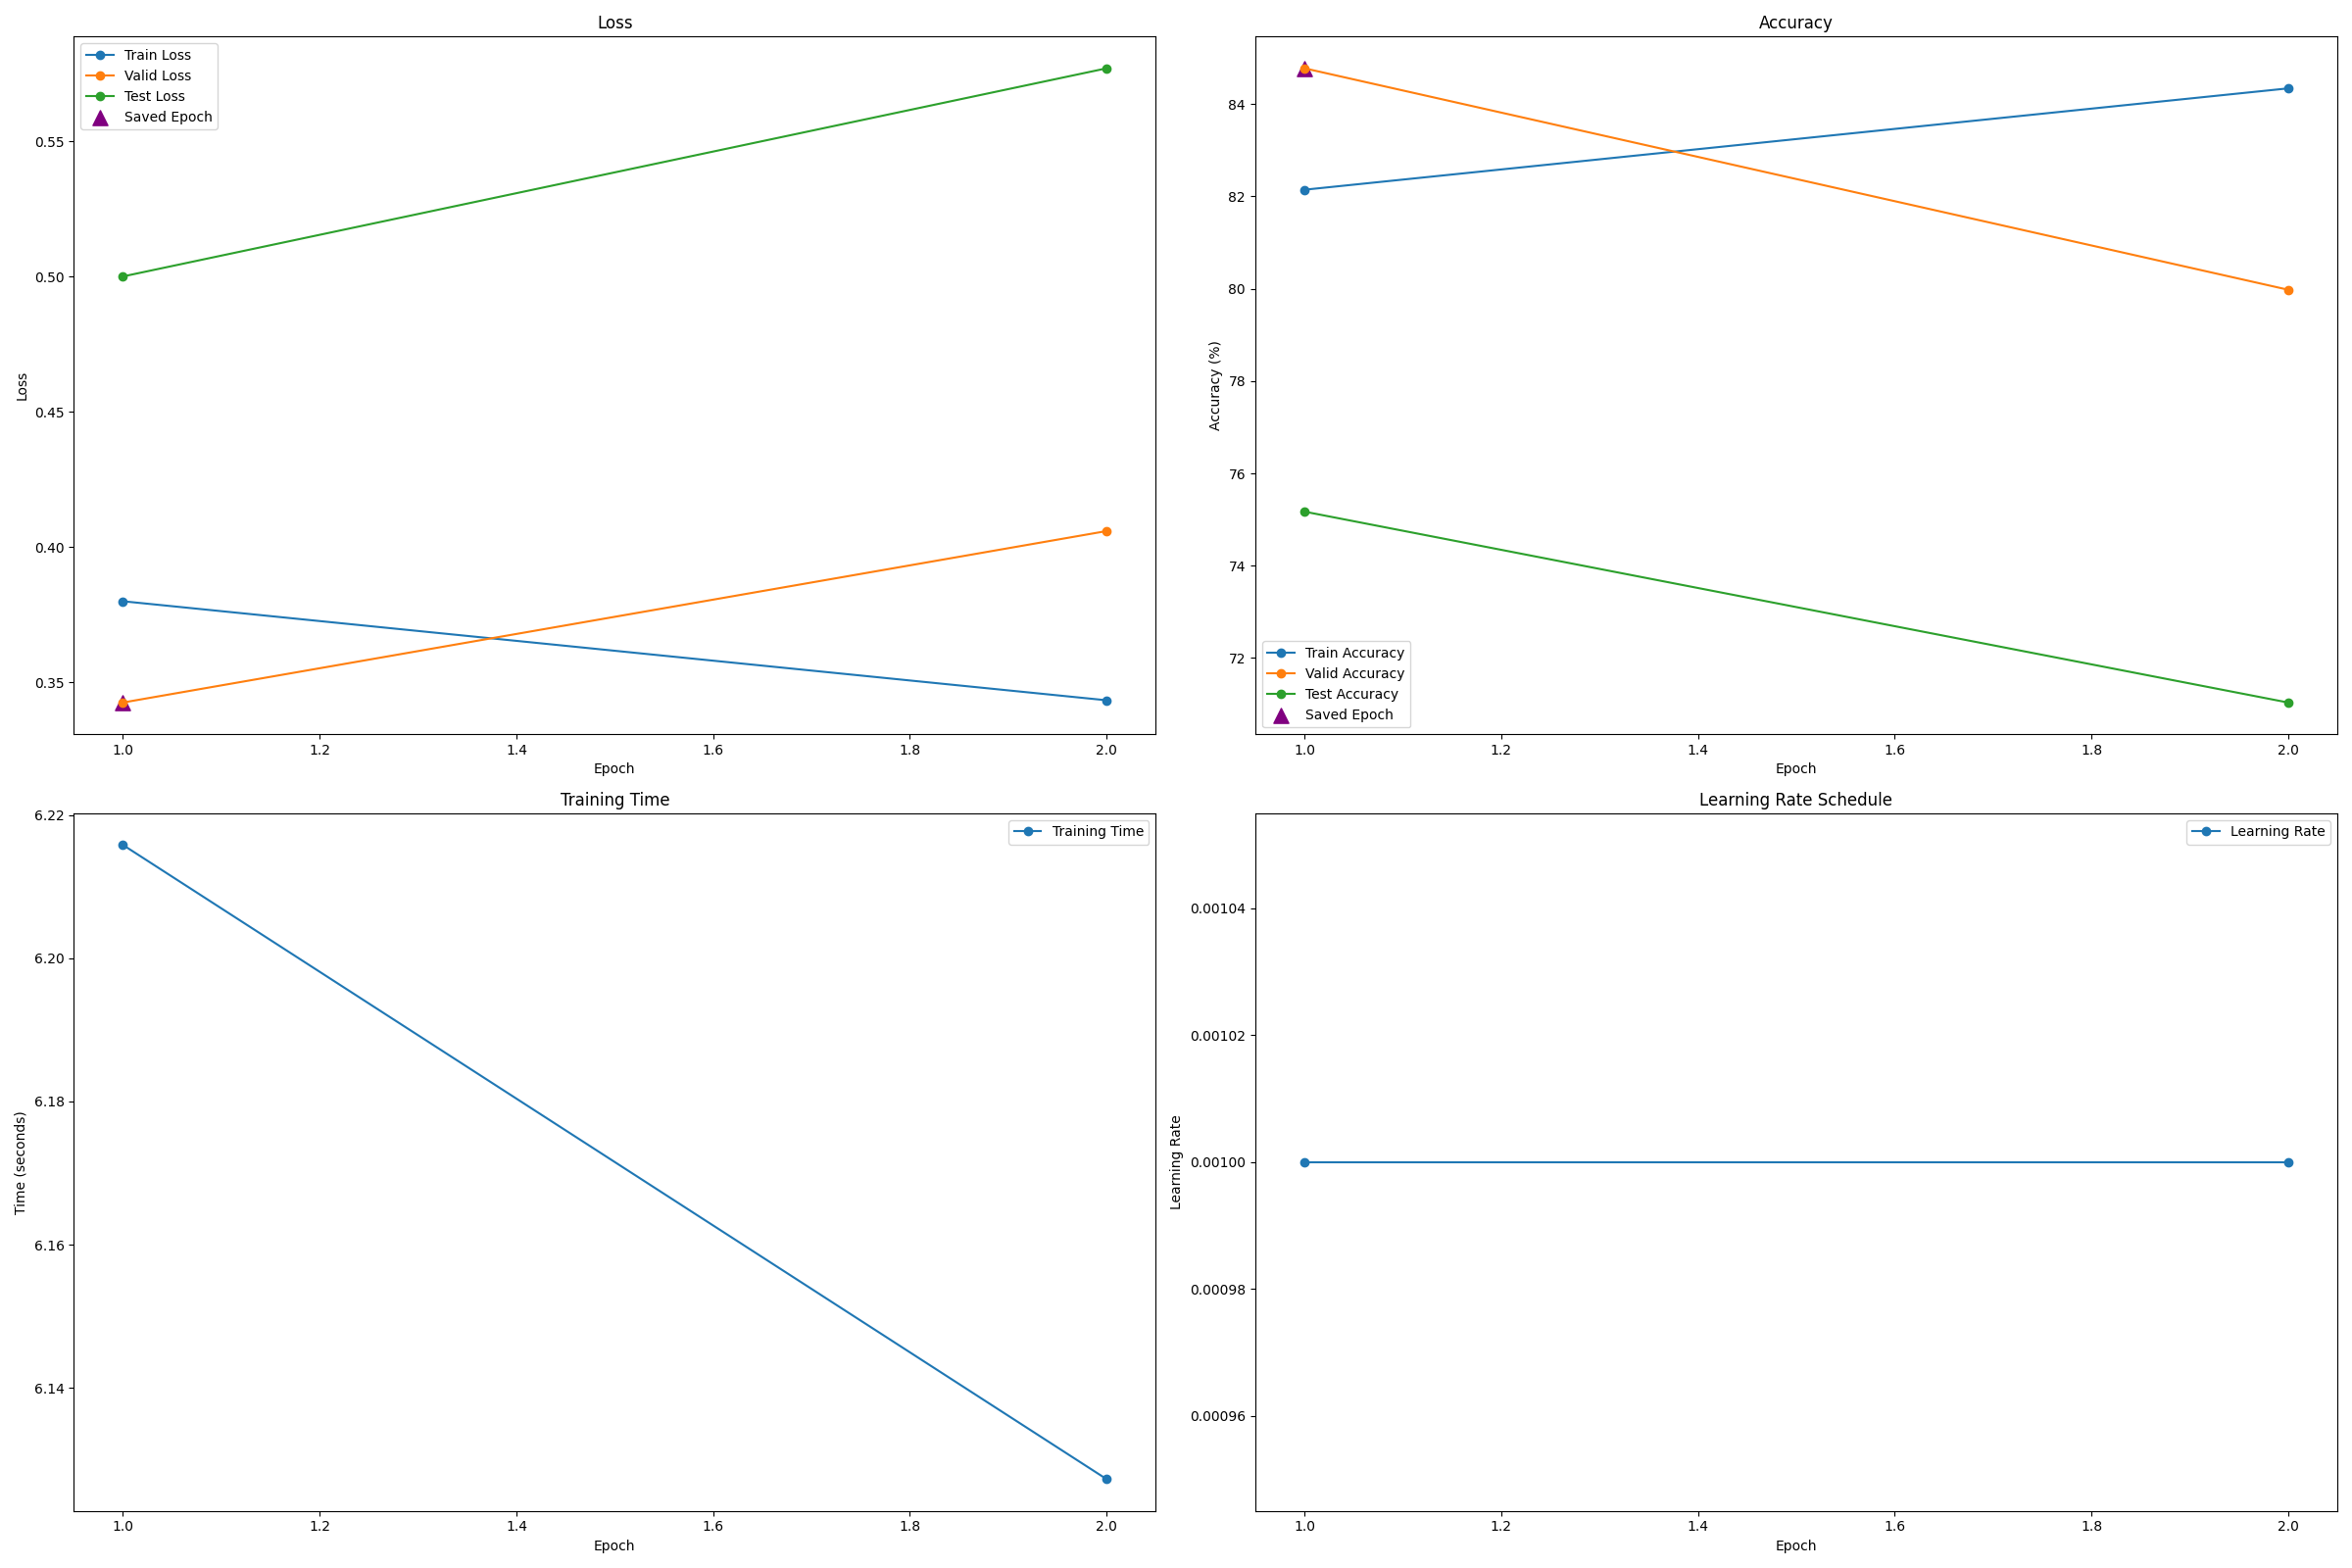 Loss
Train Loss
Valid Loss
Test Loss
Saved Epoch
0.55
0.50
0.45
0.40
0.35
Loss
1.0 1.2 1.4 1.6 1.8 2.0
Epoch
Accuracy
84
82
80
78
76
74
72
Accuracy (%)
Train Accuracy
Valid Accuracy
Test Accuracy
Saved Epoch
1.0 1.2 1.4 1.6 1.8 2.0
Epoch
Training Time
Training Time
6.22
6.20
6.18
6.16
6.14
Time (seconds)
1.0 1.2 1.4 1.6 1.8 2.0
Epoch
Learning Rate Schedule
Learning Rate
0.00104
0.00102
0.00100
0.00098
0.00096
Learning Rate
1.0 1.2 1.4 1.6 1.8 2.0
Epoch